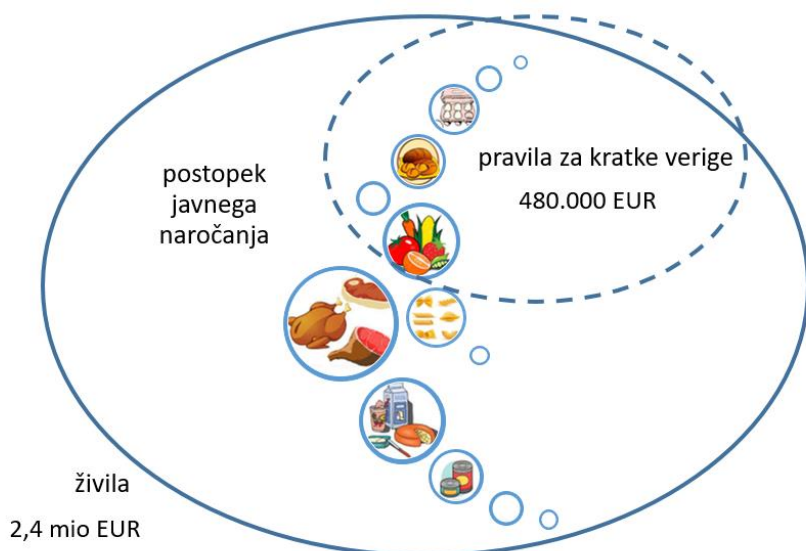 postopek
javnega
naročanja
pravila za kratke verige
480.000 EUR
živila
2,4 mio EUR